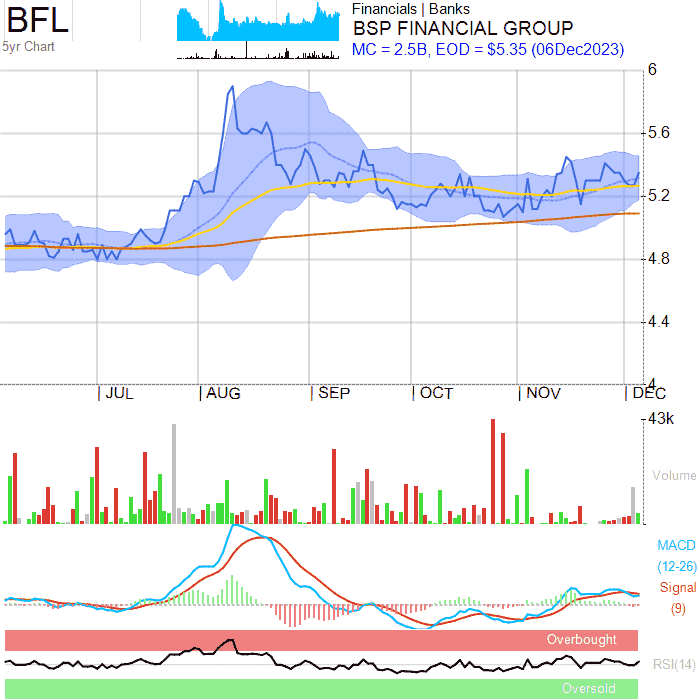 BFL
5yr Chart
Financials | Banks
BSP FINANCIAL GROUP
MC = 2.5B, EOD = $5.35 (06Dec2023)
6
5.6
5.2
4.8
4.4
4
JUL AUG SEP OCT NOV DEC
43k
Volume
MACD
(12-26)
Signal
(9)
Overbought
RSI(14)
Oversold